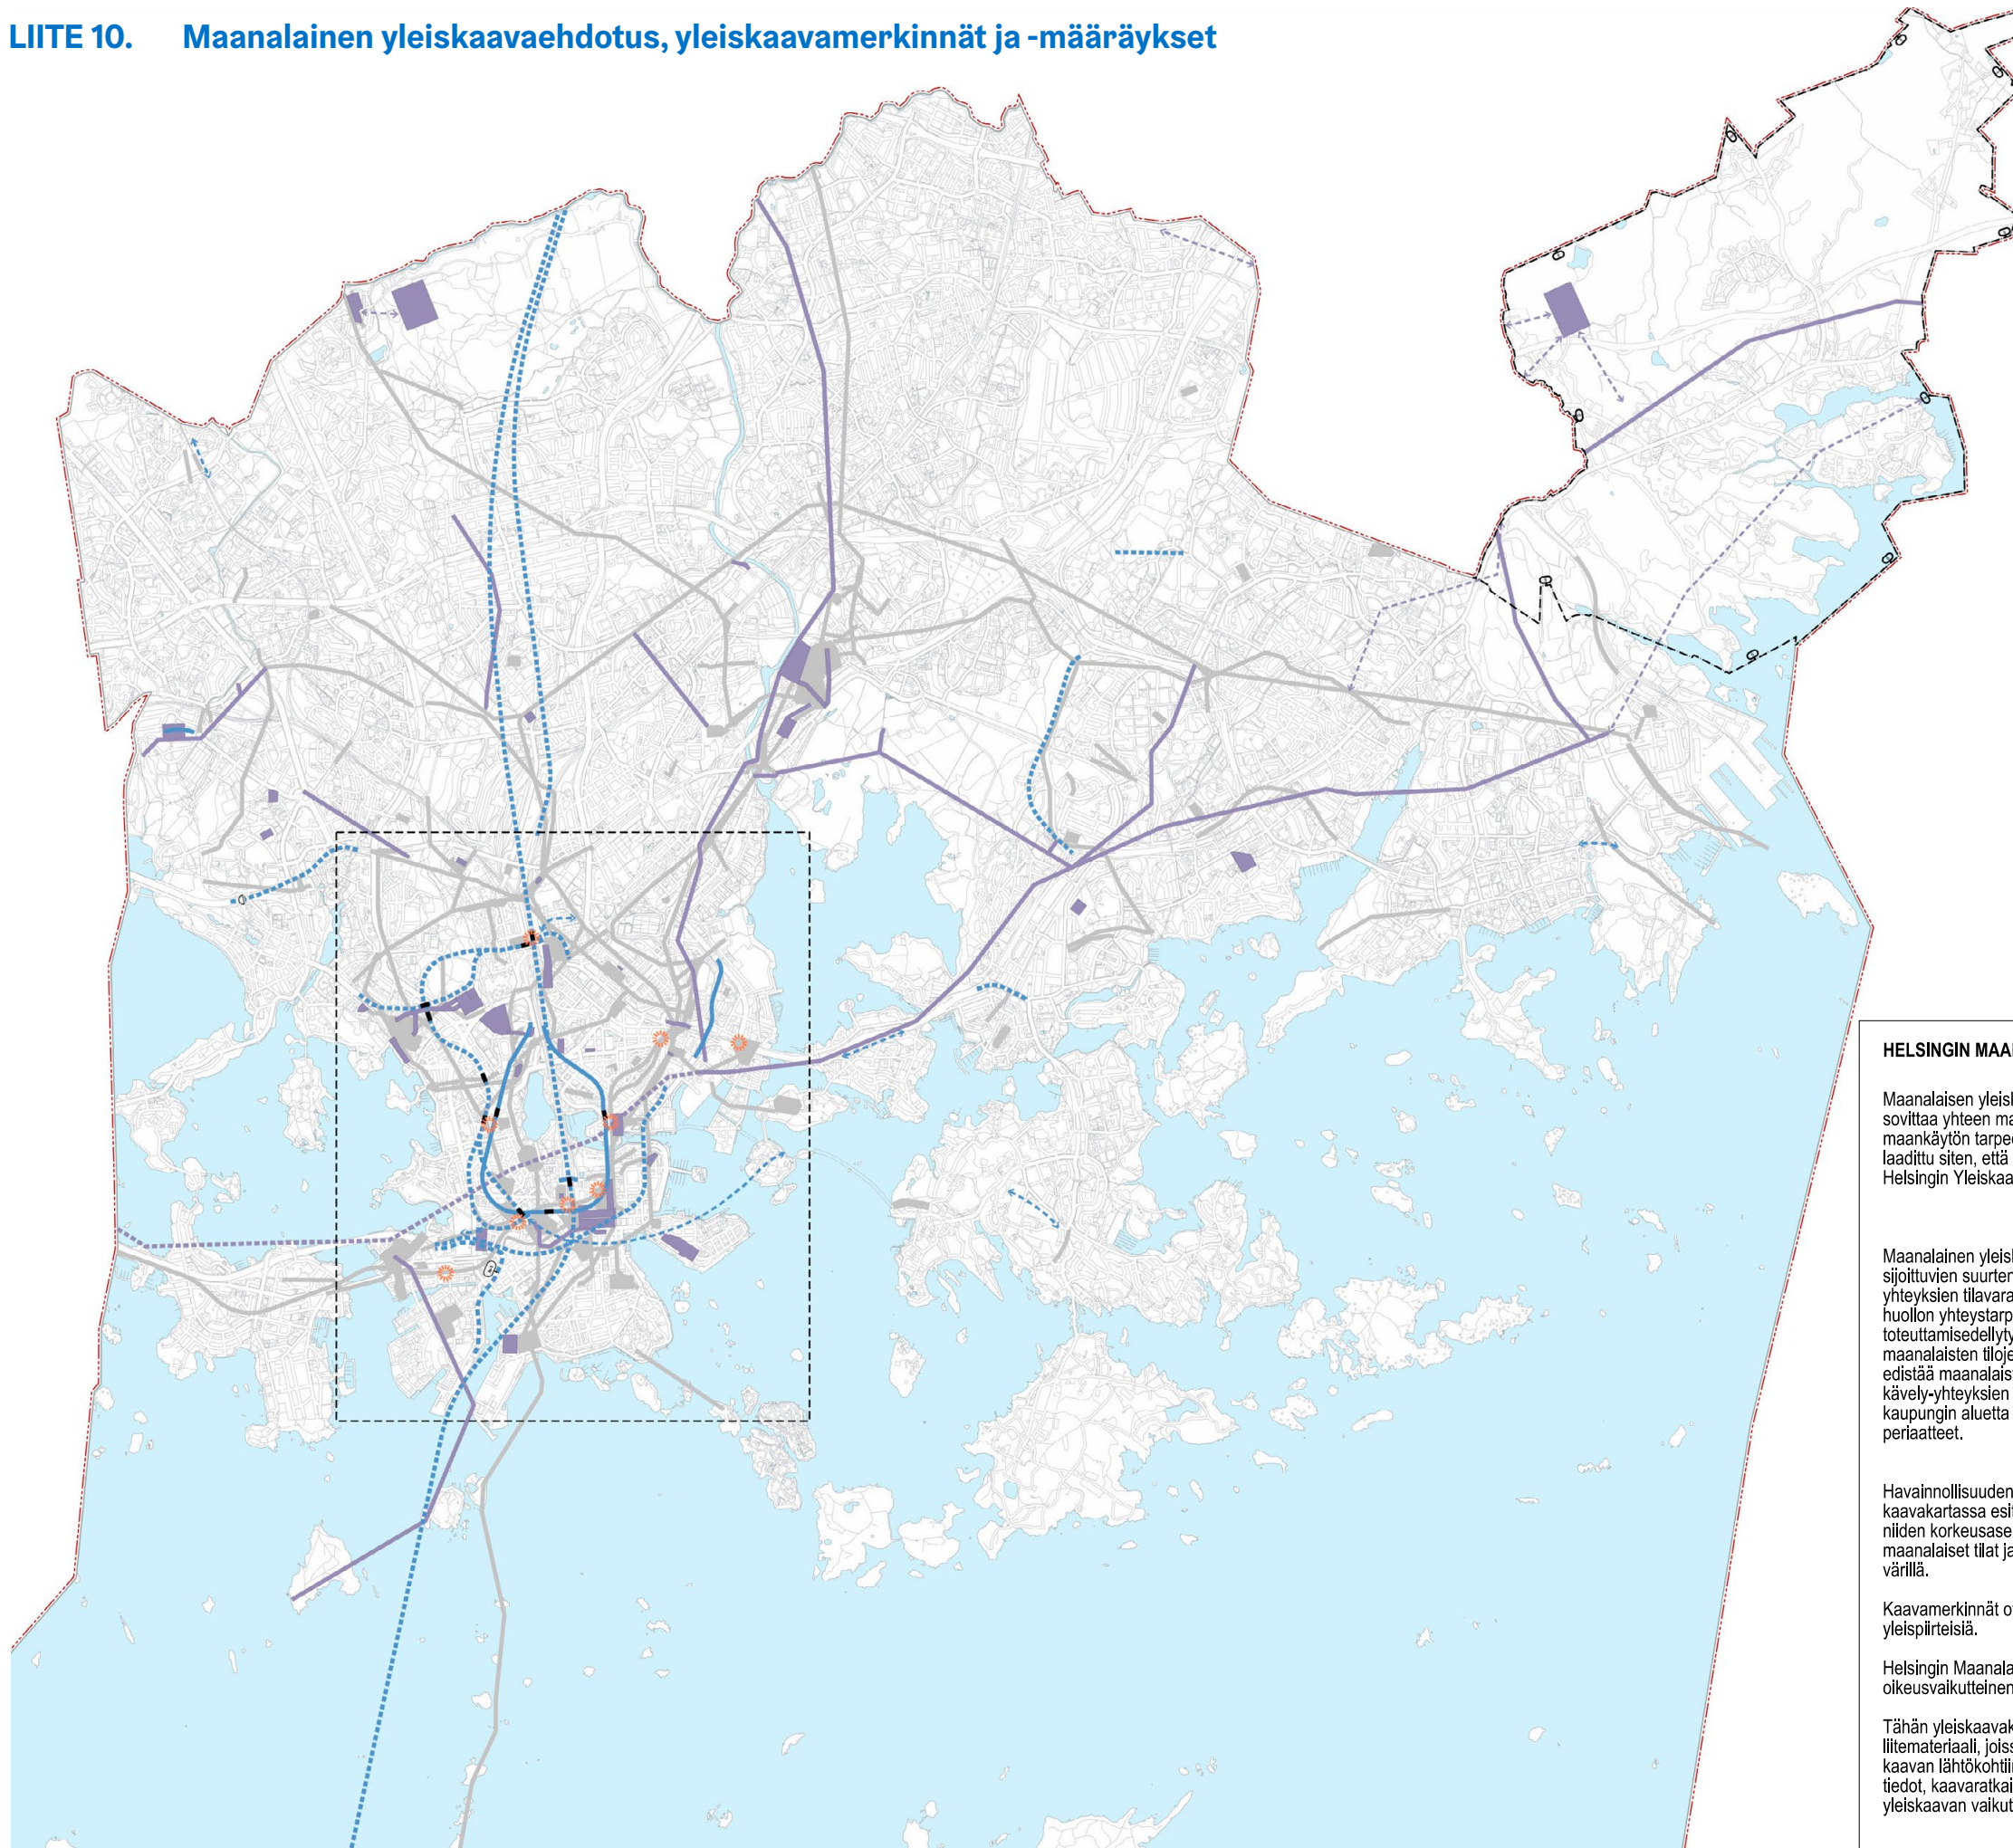 LIITE 10. Maanalainen yleiskaavaehdotus, yleiskaavamerkinnät ja -määräykset
HELSINGIN MAA
Maanalaisen yleis
sovittaa yhteen ma
maankäytön tarpe
laadittu siten, että
Helsingin Yleiskaa
Maanalainen yleis
sijoittuvien suurten
yhteyksien tilavara
huollon yhteystarp
toteuttamisedellyty
maanalaisten tiloje
edistää maanalais
kävely-yhteyksien
kaupungin aluetta
periaatteet.
Havainnollisuuden
kaavakartassa esit
niiden korkeusase
maanalaiset tilat ja
värillä.
Kaavamerkinnät o
yleispiirteisiä.
Helsingin Maanala
oikeusvaikutteinen
Tähän yleiskaavak
liitemateriaali, joiss
kaavan lähtökohtii
tiedot, kaavaratkai
yleiskaavan vaikut